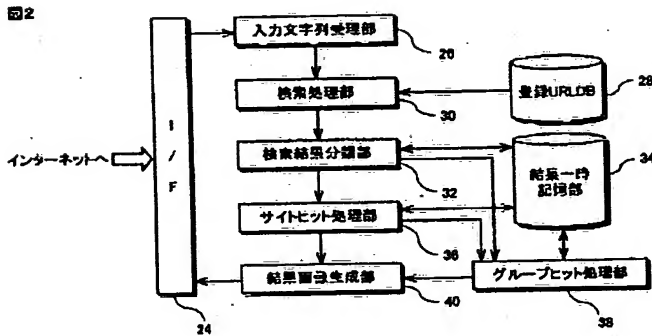 図2
入力文字列受理部
26
検索処理部
30
登録URLDB
28
インターネットへ
I
/
F
検索結果分類部
32
結果一時
記憶部
34
サイトヒット処理部
36
結果画像生成部
40
グループヒット処理部
38
24